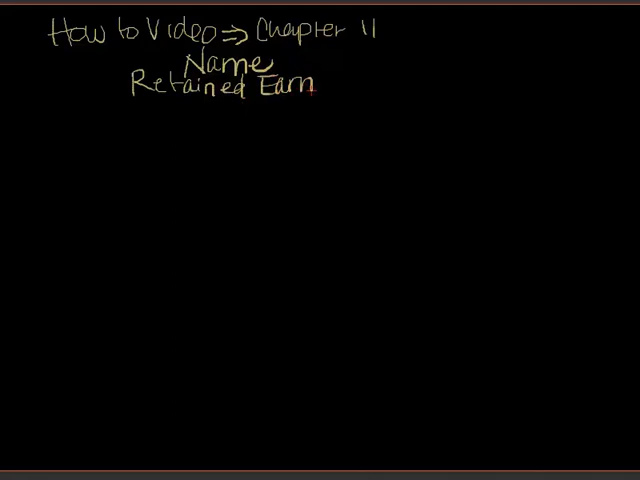 How to Video ⇒ Chapter 11
Name
Retained Earn